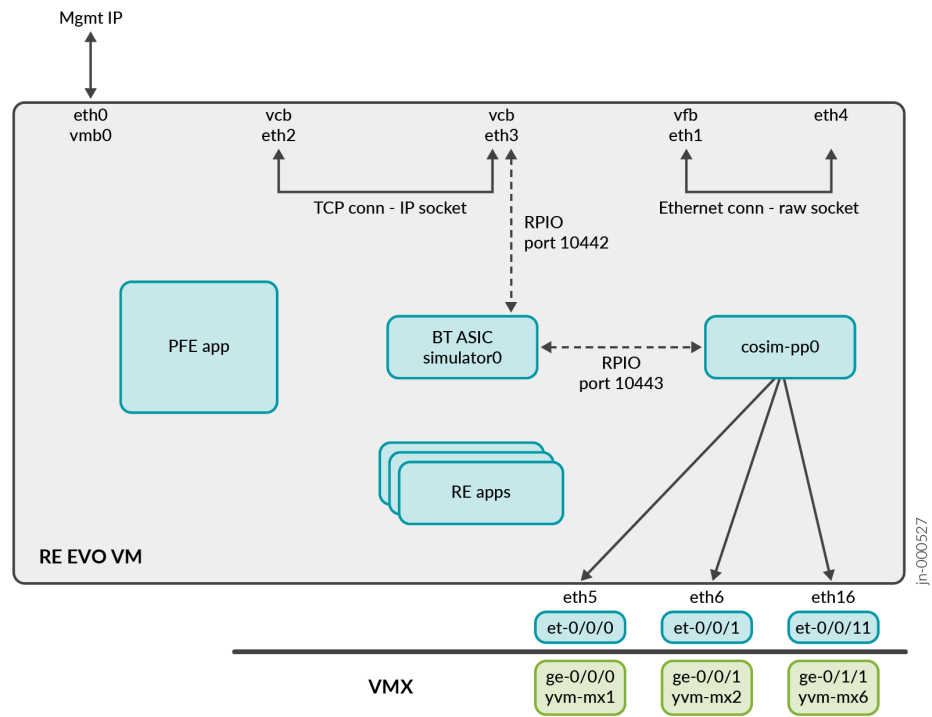 Mgmt IP
eth0
vmb0
vcb
eth2
vcb
eth3
vfb
eth1
eth4
TCP conn - IP socket
Ethernet conn - raw socket
RPIO
port 10442
PFE app
BT ASIC
simulator0
RPIO
port 10443
cosim-pp0
RE apps
RE EVO VM
jn-000527
eth5
eth6
eth16
et-0/0/0
et-0/0/1
et-0/0/11
VMX
ge-0/0/0
yvm-mx1
ge-0/0/1
yvm-mx2
ge-0/1/1
yvm-mx6